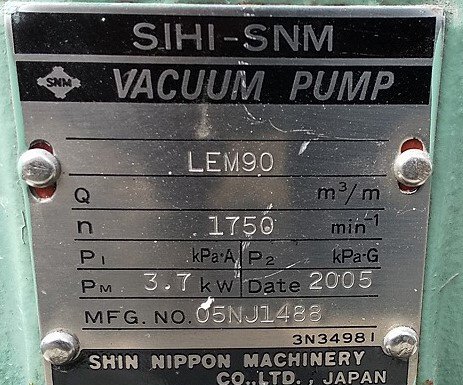 SIHI-SNM
SNM VACUUM PUMP
LEM90
Q m³/m
n 1750 min⁻¹
P1 kPa·A P2 kPa·G
PM 3.7 kW Date 2005
MFG. NO. 05NJ1488
3N34981
SHIN NIPPON MACHINERY
CO., LTD., JAPAN